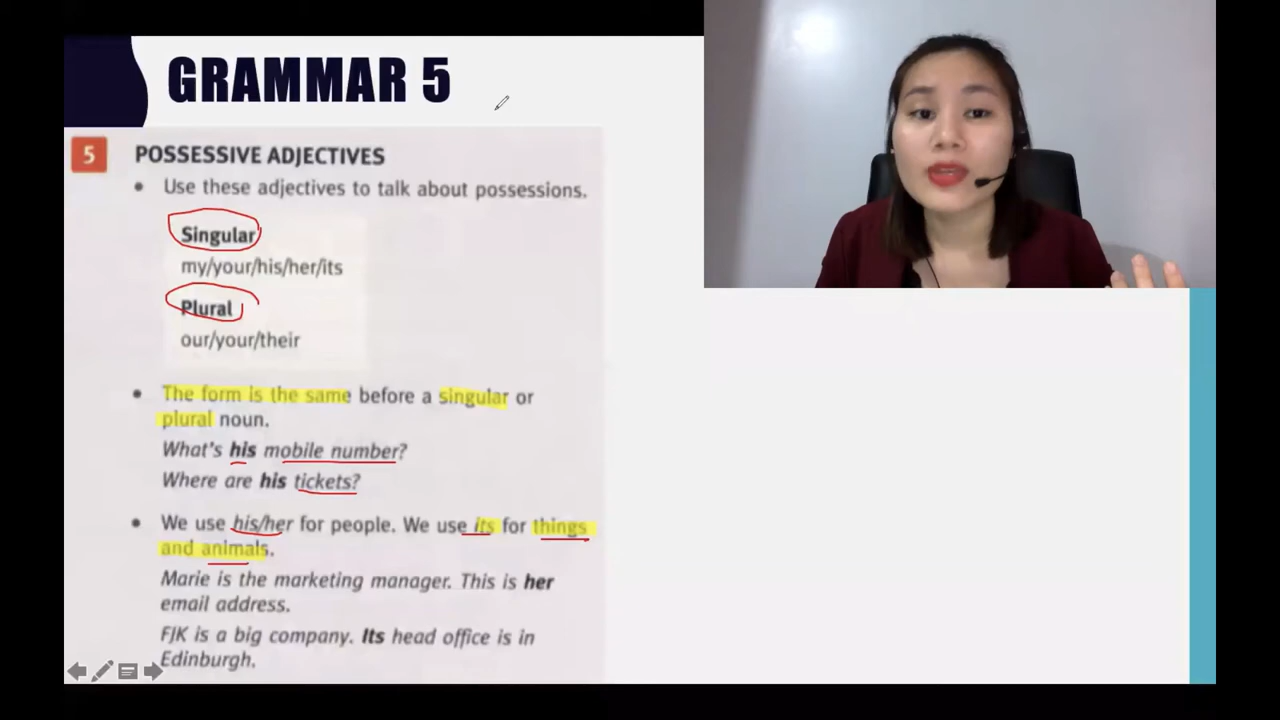 GRAMMAR 5
5 POSSESSIVE ADJECTIVES
• Use these adjectives to talk about possessions.
Singular
my/your/his/her/its
Plural
our/your/their
• The form is the same before a singular or
plural noun.
What's his mobile number?
Where are his tickets?
• We use his/her for people. We use its for things
and animals.
Marie is the marketing manager. This is her
email address.
FJK is a big company. Its head office is in
Edinburgh.